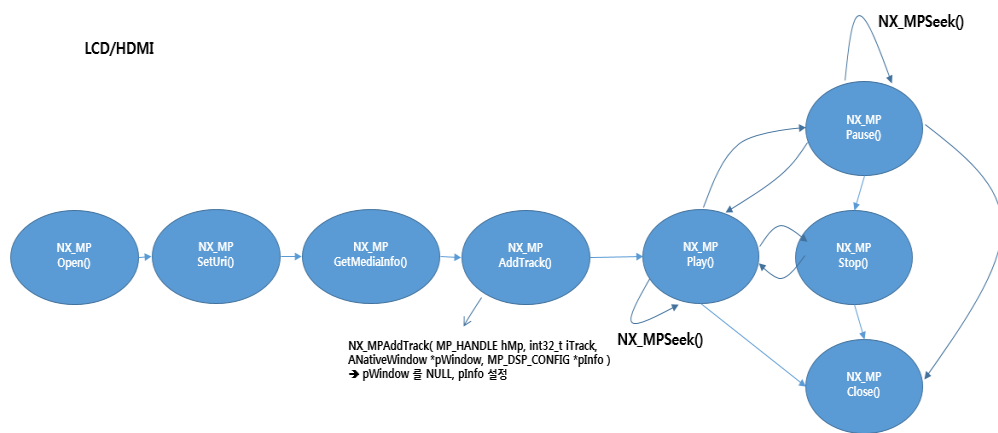 NX_MPSeek()
LCD/HDMI
NX_MP
Pause()
NX_MP
Open()
NX_MP
SetUri()
NX_MP
GetMediaInfo()
NX_MP
AddTrack()
NX_MP
Play()
NX_MP
Stop()
NX_MPSeek()
NX_MPAddTrack( MP_HANDLE hMp, int32_t iTrack,
ANativeWindow *pWindow, MP_DSP_CONFIG *pInfo )
➔ pWindow 를 NULL, pInfo 설정
NX_MP
Close()